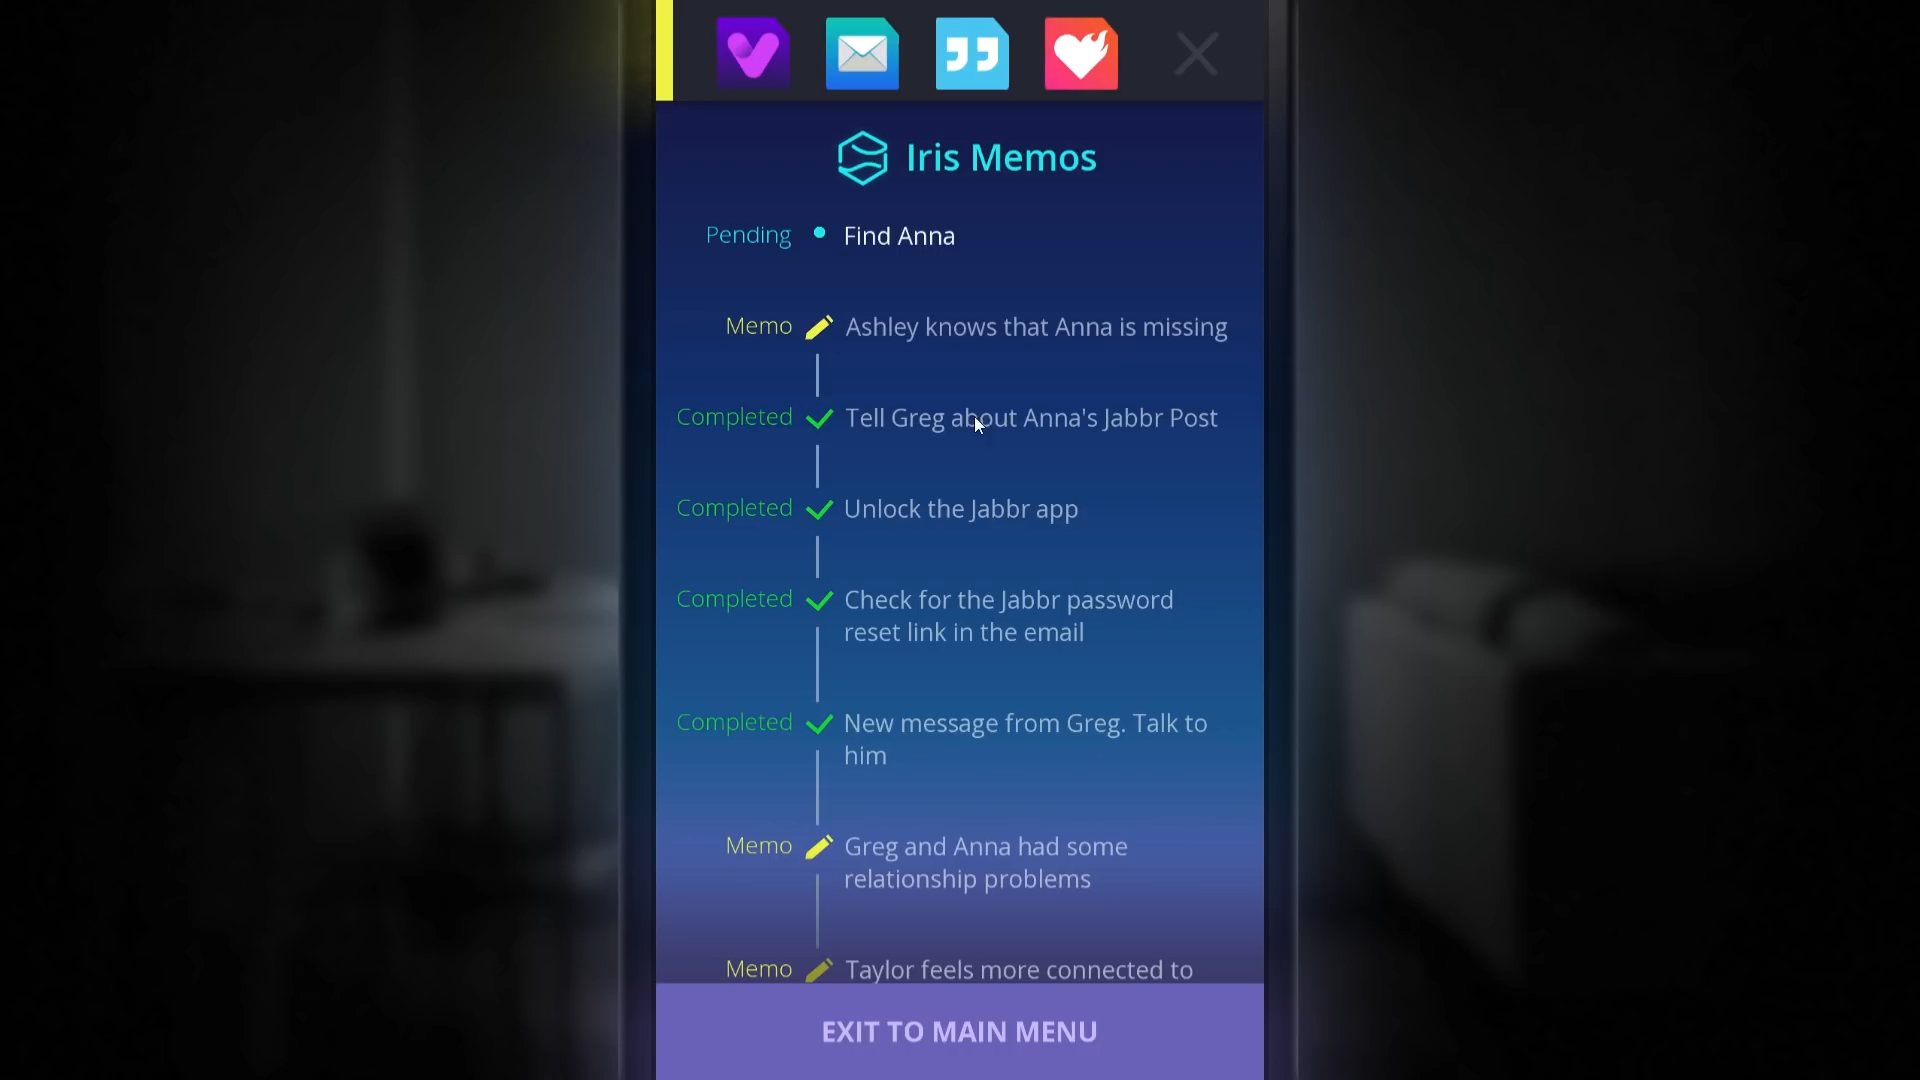 Iris Memos
Pending Find Anna
Memo Ashley knows that Anna is missing
Completed Tell Greg about Anna's Jabbr Post
Completed Unlock the Jabbr app
Completed Check for the Jabbr password
reset link in the email
Completed New message from Greg. Talk to
him
Memo Greg and Anna had some
relationship problems
Memo Taylor feels more connected to
EXIT TO MAIN MENU